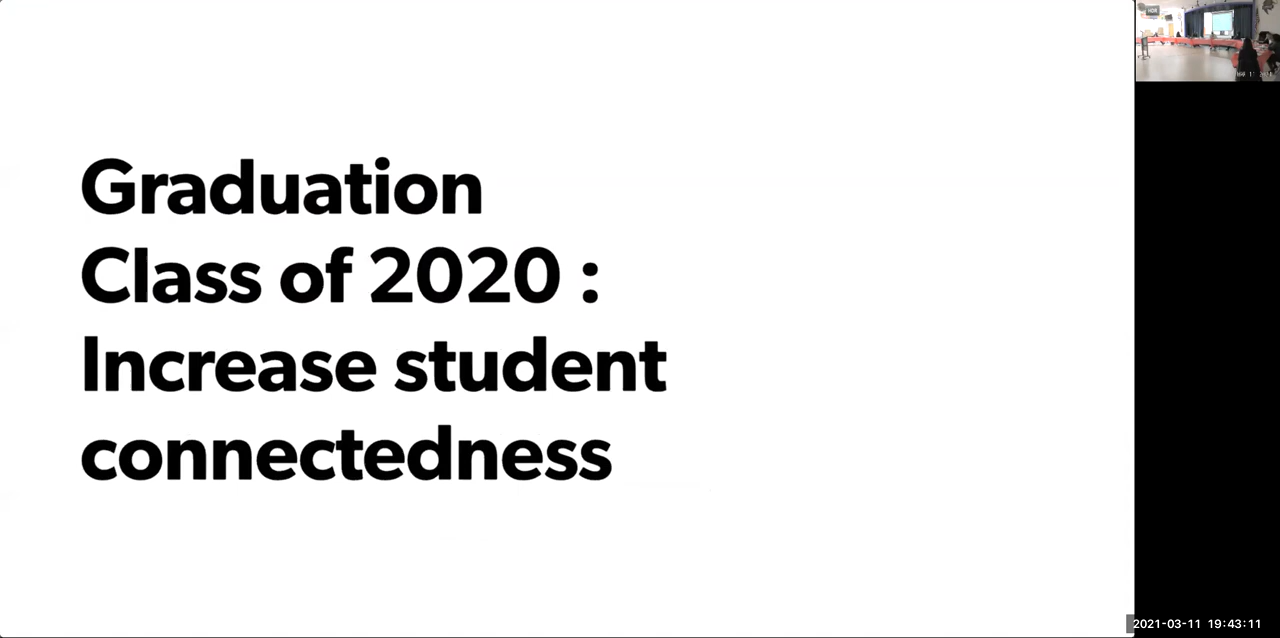 Graduation
Class of 2020 :
Increase student
connectedness
2021-03-11 19:43:11